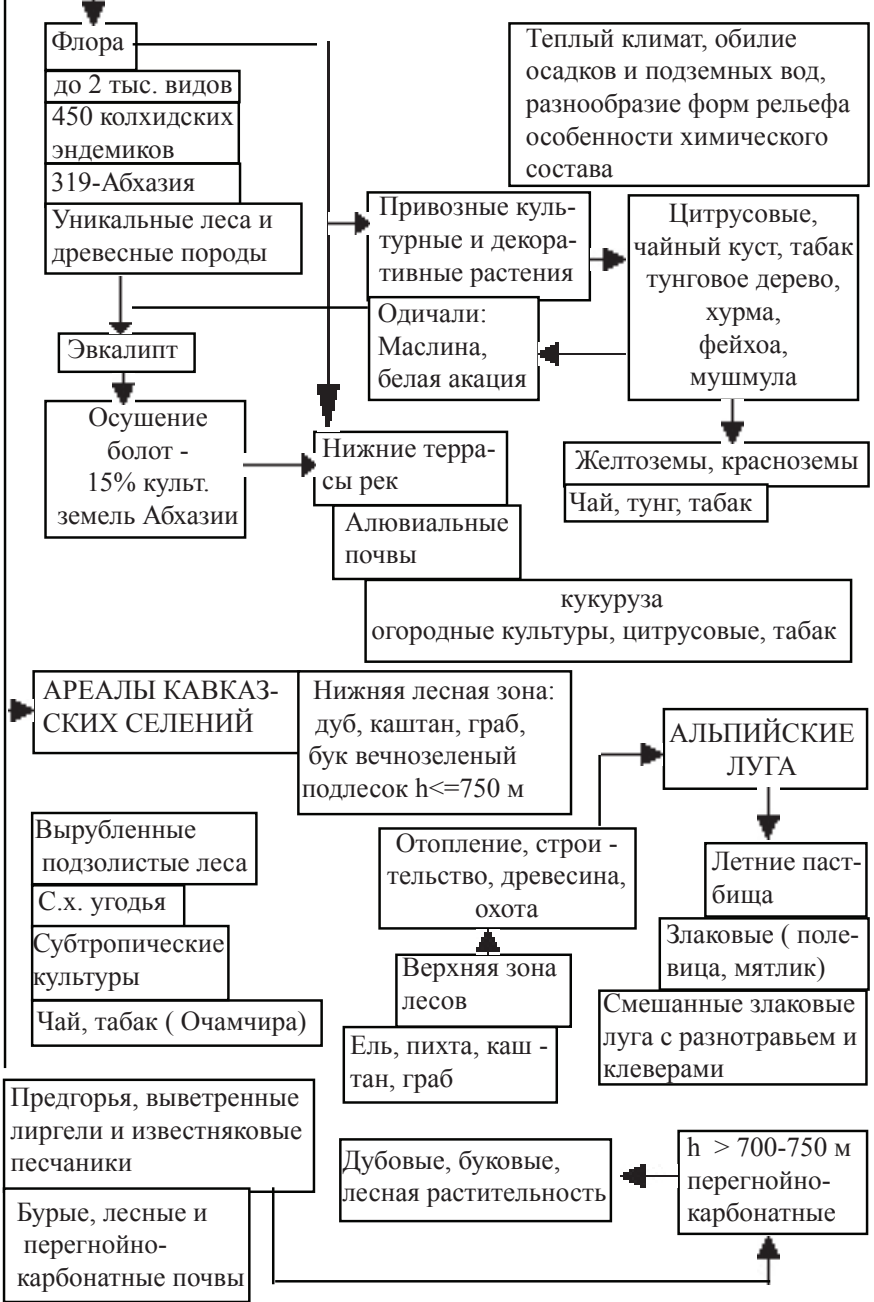 Флора
до 2 тыс. видов
450 колхидских
эндемиков
319-Абхазия
Уникальные леса и
древесные породы
Теплый климат, обилие
осадков и подземных вод,
разнообразие форм рельефа
особенности химического
состава
Привозные куль-
турные и декора-
тивные растения
Цитрусовые,
чайный куст, табак
тунговое дерево,
хурма,
фейхоа,
мушмула
Одичали:
Маслина,
белая акация
Эвкалипт
Осушение
болот -
15% культ.
земель Абхазии
Нижние терра-
сы рек
Желтоземы, красноземы
Чай, тунг, табак
Алювиальные
почвы
кукуруза
огородные культуры, цитрусовые, табак
АРЕАЛЫ КАВКАЗ-
СКИХ СЕЛЕНИЙ
Нижняя лесная зона:
дуб, каштан, граб,
бук вечнозеленый
подлесок h<=750 м
АЛЬПИЙСКИЕ
ЛУГА
Вырубленные
подзолистые леса
С.х. угодья
Субтропические
культуры
Чай, табак ( Очамчира)
Отопление, строи -
тельство, древесина,
охота
Верхняя зона
лесов
Ель, пихта, каш -
тан, граб
Летние паст-
бища
Злаковые ( поле-
вица, мятлик)
Смешанные злаковые
луга с разнотравьем и
клеверами
Предгорья, выветренные
лиргели и известняковые
песчаники
Бурые, лесные и
перегнойно-
карбонатные почвы
Дубовые, буковые,
лесная растительность
h > 700-750 м
перегнойно-
карбонатные